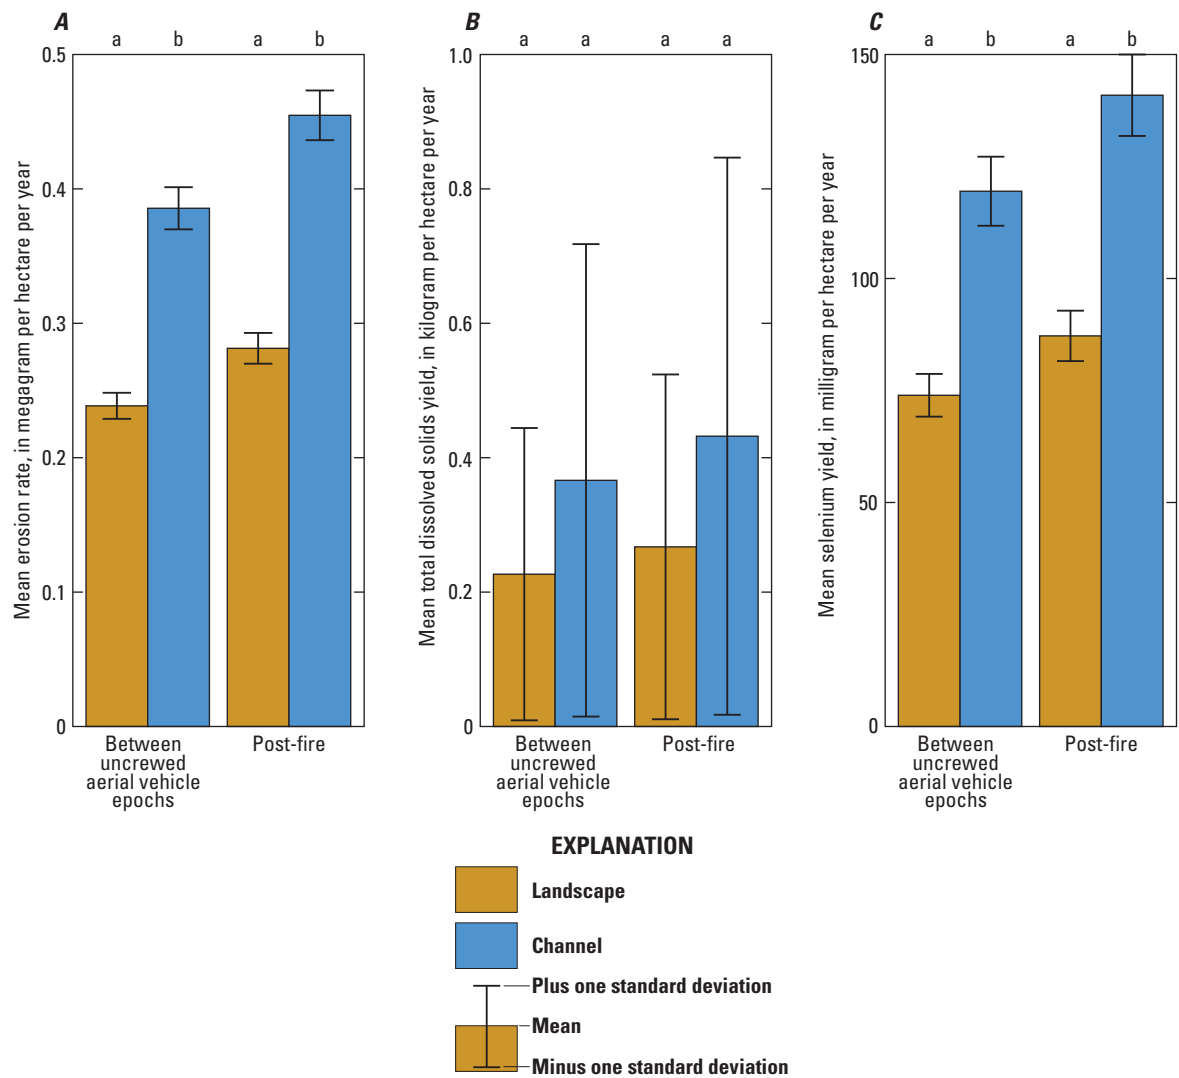 A
a b a b
0.5
0.4
0.3
0.2
0.1
0
Mean erosion rate, in megagram per hectare per year
Between
uncrewed
aerial vehicle
epochs
Post-fire
B
a a a a
1.0
0.8
0.6
0.4
0.2
0
Mean total dissolved solids yield, in kilogram per hectare per year
Between
uncrewed
aerial vehicle
epochs
Post-fire
C
a b a b
150
100
50
0
Mean selenium yield, in milligram per hectare per year
Between
uncrewed
aerial vehicle
epochs
Post-fire
EXPLANATION
Landscape
Channel
Plus one standard deviation
Mean
Minus one standard deviation